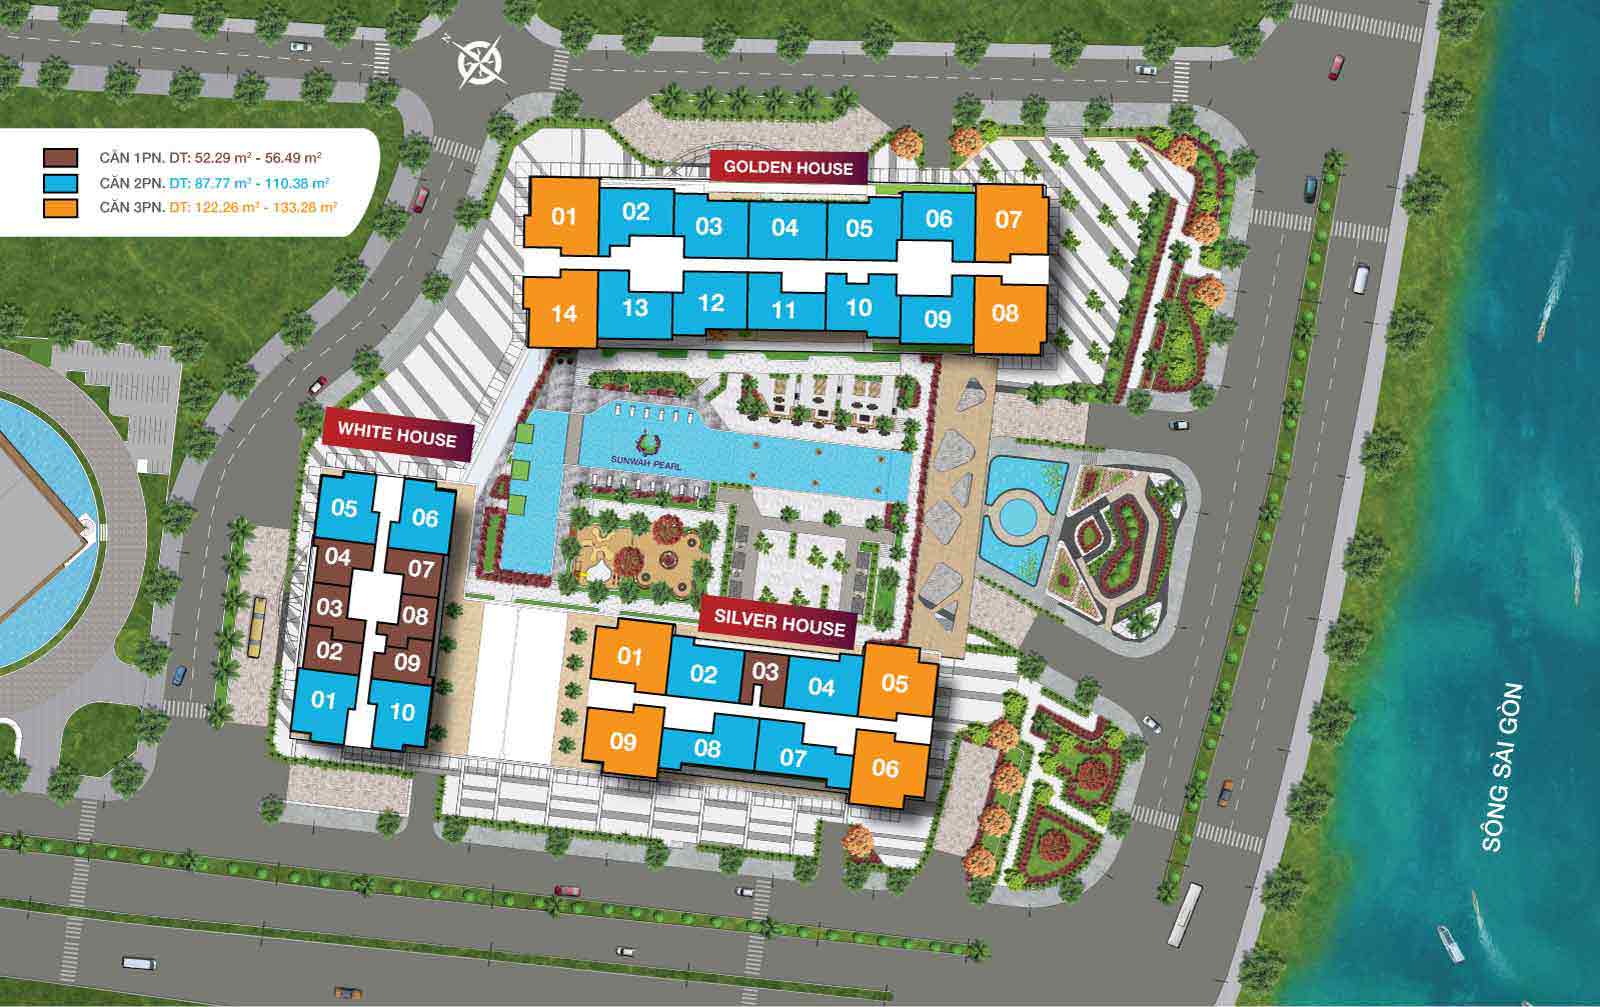 N
CĂN 1PN. DT: 52.29 m² - 56.49 m²
CĂN 2PN. DT: 87.77 m² - 110.38 m²
CĂN 3PN. DT: 122.26 m² - 133.28 m²
GOLDEN HOUSE
01 02 03 04 05 06 07
14 13 12 11 10 09 08
WHITE HOUSE
SUNWAH PEARL
05 06
04 07
03 08
02 09
01 10
SILVER HOUSE
01 02 03 04 05
09 08 07 06
SÔNG SÀI GÒN